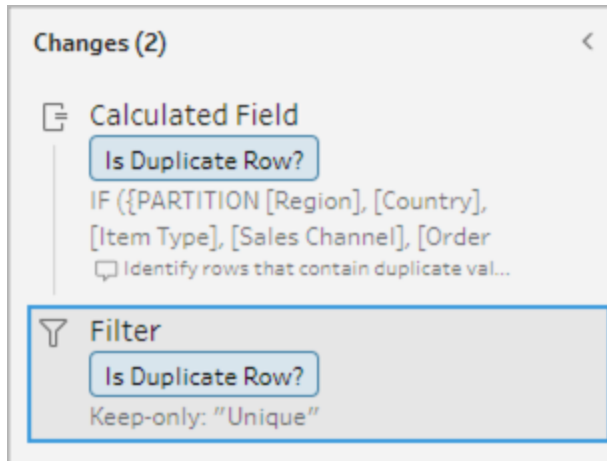 Changes (2)
Calculated Field
Is Duplicate Row?
IF ({PARTITION [Region], [Country],
[Item Type], [Sales Channel], [Order
Identify rows that contain duplicate val...
Filter
Is Duplicate Row?
Keep-only: "Unique"